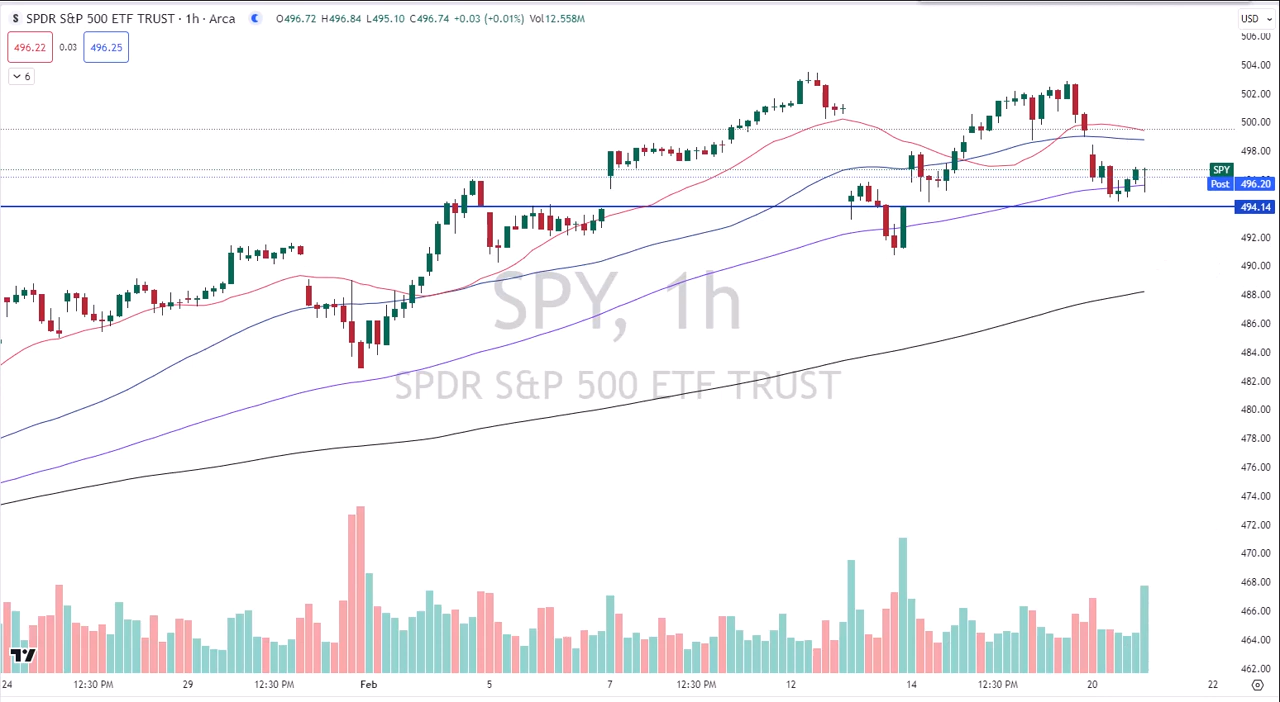 S SPDR S&P 500 ETF TRUST · 1h · Arca O496.72 H496.84 L495.10 C496.74 +0.03 (+0.01%) Vol12.558M
USD
496.22 0.03 496.25
6
506.00
504.00
502.00
500.00
498.00
SPY
Post 496.20
494.14
492.00
490.00
488.00
486.00
484.00
482.00
480.00
478.00
476.00
474.00
472.00
470.00
468.00
466.00
464.00
462.00
SPY, 1h
SPDR S&P 500 ETF TRUST
24 12:30 PM 29 12:30 PM Feb 5 7 12:30 PM 12 14 12:30 PM 20 22